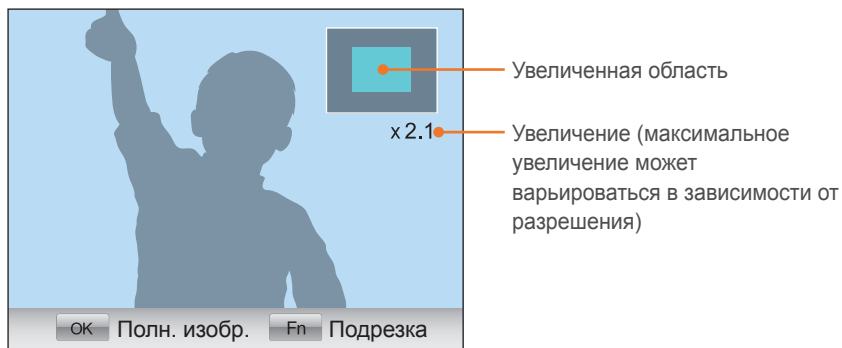 Увеличенная область
x 2.1
Увеличение (максимальное
увеличение может
варьироваться в зависимости от
разрешения)
OK Полн. изобр. Fn Подрезка